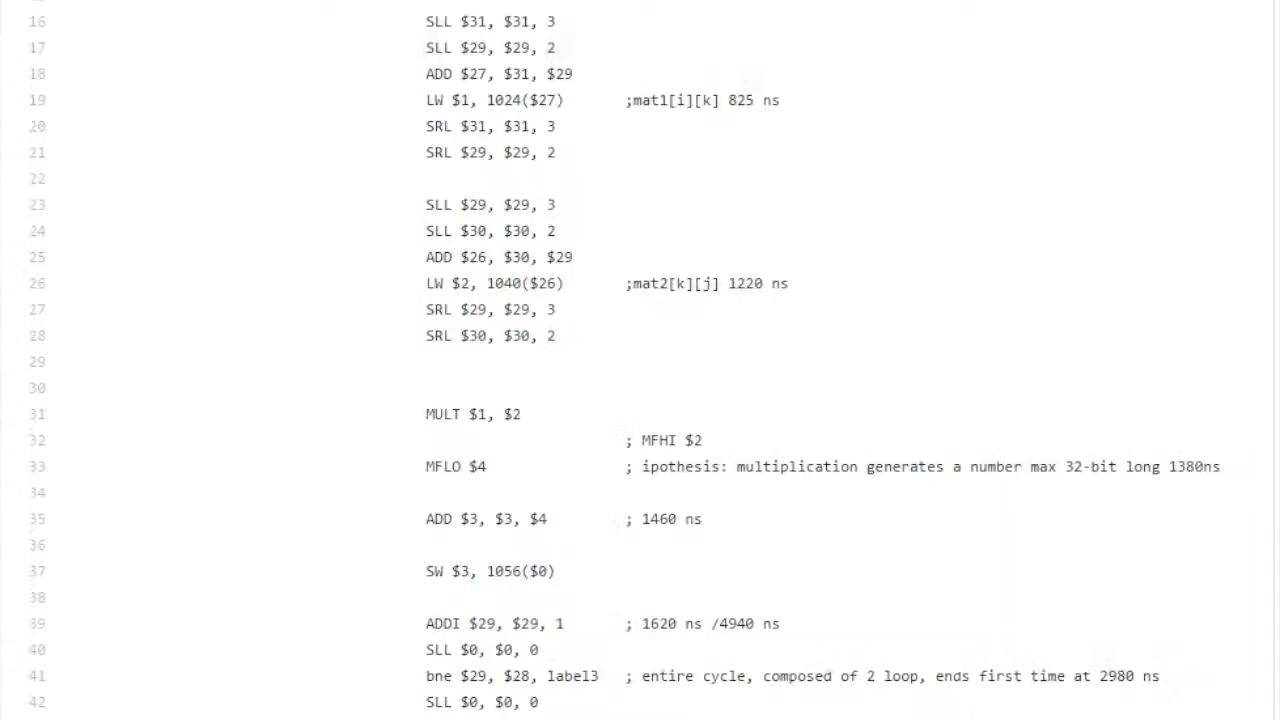 16 SLL $31, $31, 3
17 SLL $29, $29, 2
18 ADD $27, $31, $29
19 LW $1, 1024($27) ;mat1[i][k] 825 ns
20 SRL $31, $31, 3
21 SRL $29, $29, 2
22
23 SLL $29, $29, 3
24 SLL $30, $30, 2
25 ADD $26, $30, $29
26 LW $2, 1040($26) ;mat2[k][j] 1220 ns
27 SRL $29, $29, 3
28 SRL $30, $30, 2
29
30
31 MULT $1, $2
32 ; MFHI $2
33 MFLO $4 ; ipothesis: multiplication generates a number max 32-bit long 1380ns
34
35 ADD $3, $3, $4 ; 1460 ns
36
37 SW $3, 1056($0)
38
39 ADDI $29, $29, 1 ; 1620 ns /4940 ns
40 SLL $0, $0, 0
41 bne $29, $28, label3 ; entire cycle, composed of 2 loop, ends first time at 2980 ns
42 SLL $0, $0, 0